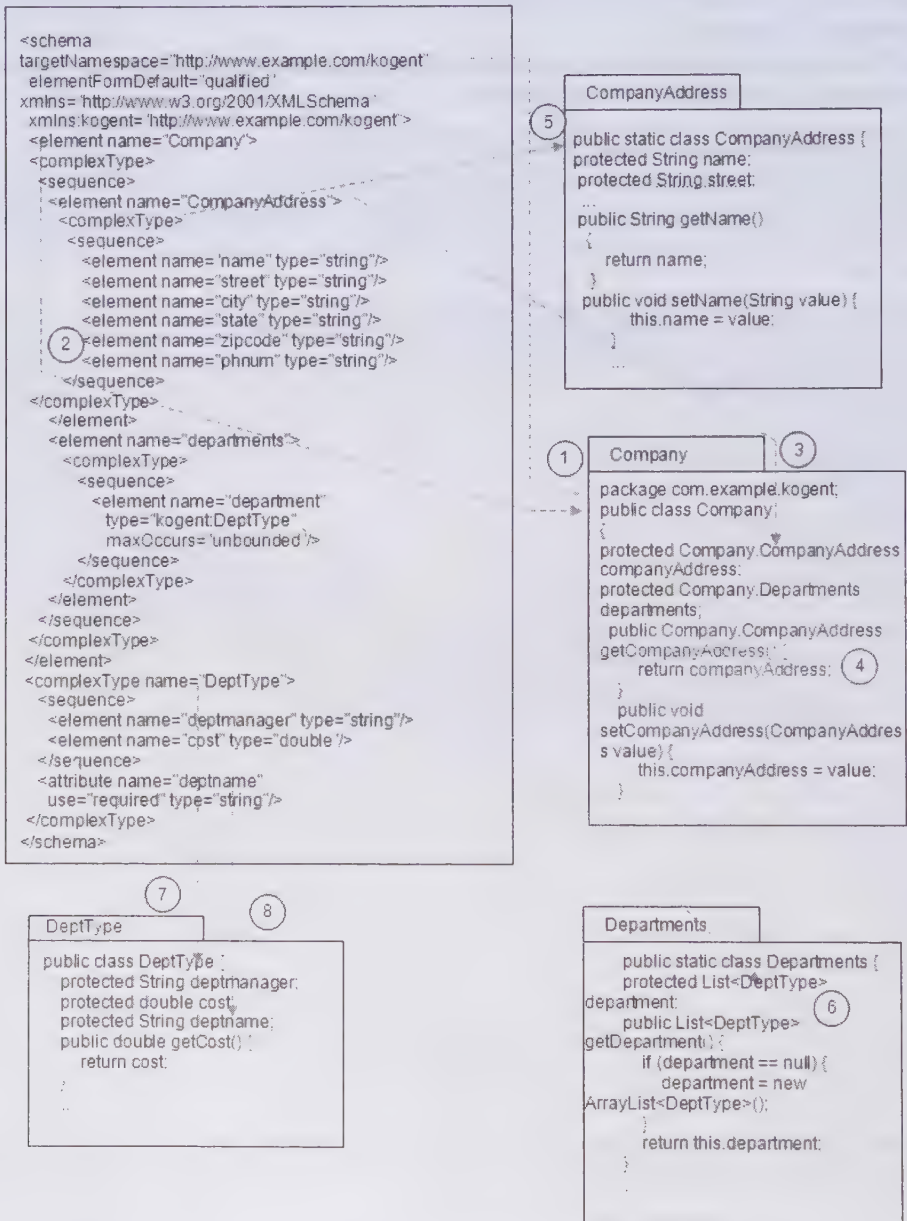 <schema
targetNamespace="http://www.example.com/kogent"
elementFormDefault="qualified"
xmlns="http://www.w3.org/2001/XMLSchema"
xmlns:kogent="http://www.example.com/kogent">
<element name="Company">
<complexType>
<sequence>
<element name="CompanyAddress">
<complexType>
<sequence>
<element name="name" type="string"/>
<element name="street" type="string"/>
<element name="city" type="string"/>
<element name="state" type="string"/>
2 <element name="zipcode" type="string"/>
<element name="phnum" type="string"/>
</sequence>
</complexType>
</element>
<element name="departments">
<complexType>
<sequence>
<element name="department"
type="kogent:DeptType"
maxOccurs="unbounded"/>
</sequence>
</complexType>
</element>
</sequence>
</complexType>
</element>
<complexType name="DeptType">
<sequence>
<element name="deptmanager" type="string"/>
<element name="cost" type="double"/>
</sequence>
<attribute name="deptname"
use="required" type="string"/>
</complexType>
</schema>
CompanyAddress
5
public static class CompanyAddress {
protected String name;
protected String street;
...
public String getName()
{
return name;
}
public void setName(String value) {
this.name = value;
}
...
1
Company
3
package com.example.kogent;
public class Company
{
protected Company.CompanyAddress
companyAddress;
protected Company.Departments
departments;
public Company.CompanyAddress
getCompanyAddress() {
return companyAddress; 4
}
public void
setCompanyAddress(CompanyAddres
s value) {
this.companyAddress = value;
}
7
8
DeptType
public class DeptType {
protected String deptmanager;
protected double cost;
protected String deptname;
public double getCost() {
return cost;
}
..
Departments
public static class Departments {
protected List<DeptType>
department;
6
public List<DeptType>
getDepartment() {
if (department == null) {
department = new
ArrayList<DeptType>();
}
return this.department;
}